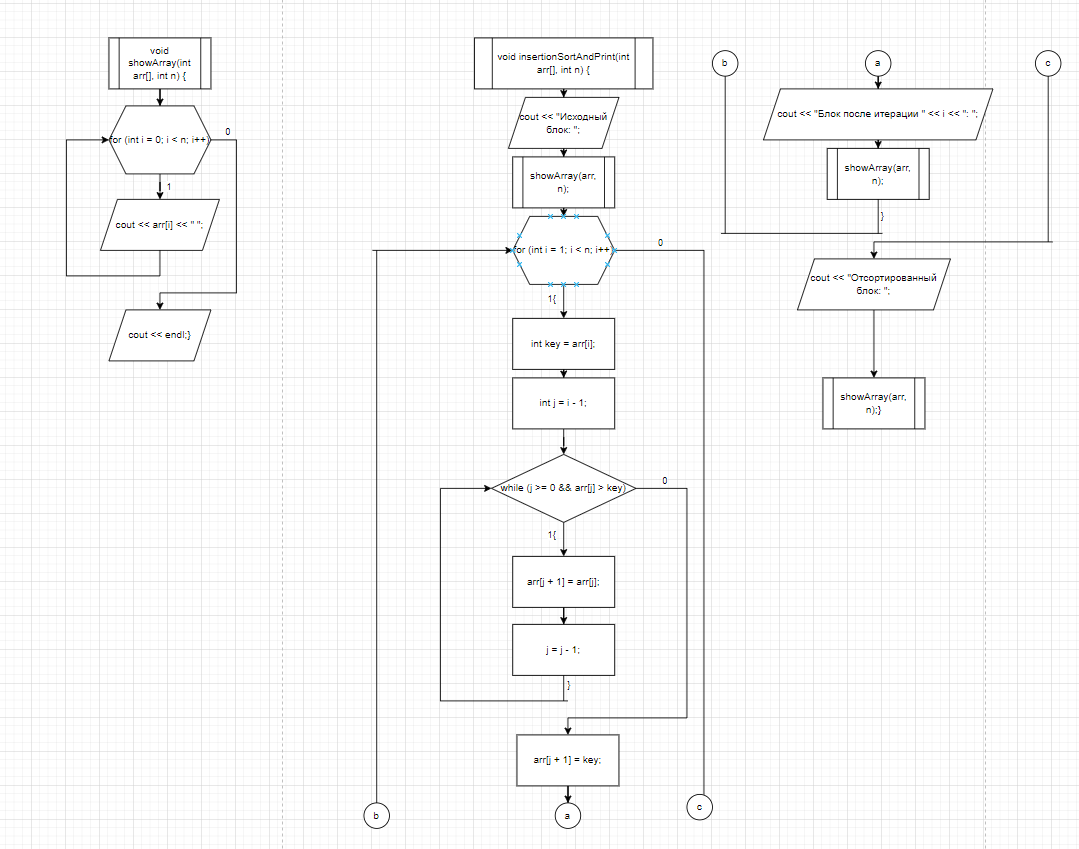 void
showArray(int
arr[], int n) {
for (int i = 0; i < n; i++)
0
1
cout << arr[i] << " ";
cout << endl;}
void insertionSortAndPrint(int
arr[], int n) {
cout << "Исходный
блок: ";
showArray(arr,
n);
for (int i = 1; i < n; i++)
0
1{
int key = arr[i];
int j = i - 1;
while (j >= 0 && arr[j] > key)
0
1{
arr[j + 1] = arr[j];
j = j - 1;
}
arr[j + 1] = key;
b
a
c
b
a
c
cout << "Блок после итерации " << i << ": ";
showArray(arr,
n);
}
cout << "Отсортированный
блок: ";
showArray(arr,
n);}